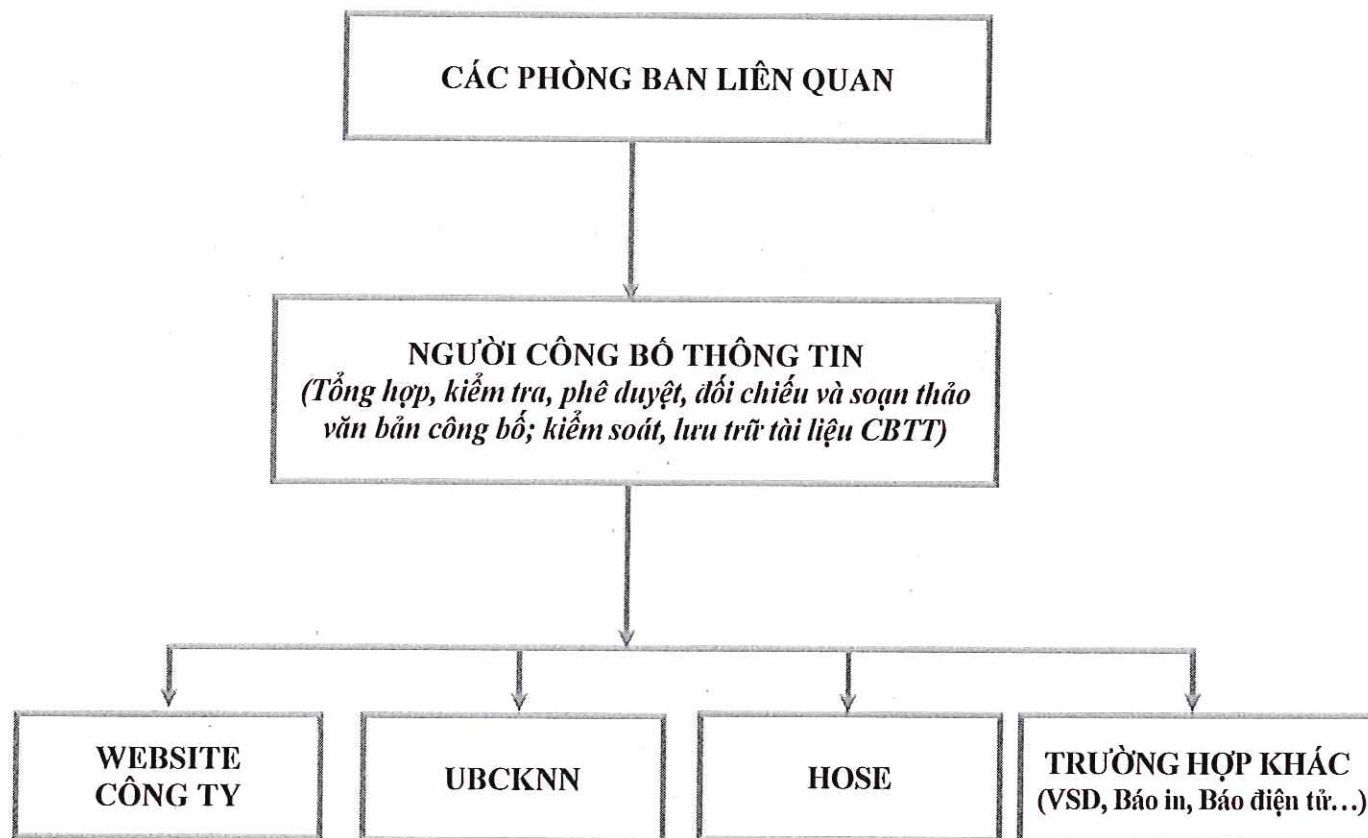 CÁC PHÒNG BAN LIÊN QUAN
NGƯỜI CÔNG BỐ THÔNG TIN
(Tổng hợp, kiểm tra, phê duyệt, đối chiếu và soạn thảo
văn bản công bố; kiểm soát, lưu trữ tài liệu CBTT)
WEBSITE
CÔNG TY
UBCKNN
HOSE
TRƯỜNG HỢP KHÁC
(VSD, Báo in, Báo điện tử...)